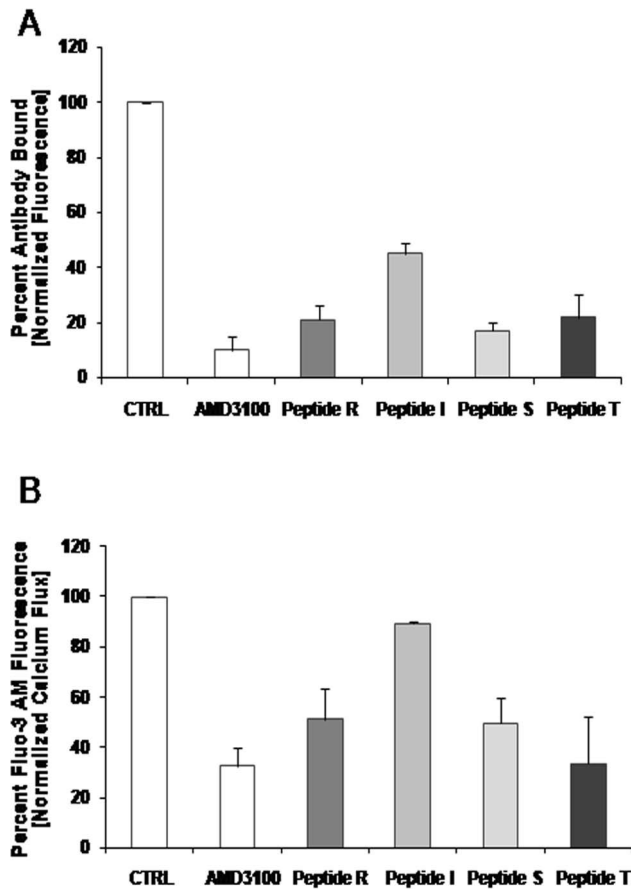 A
Percent Antibody Bound
[Normalized Fluorescence]
120
100
80
60
40
20
0
CTRL AMD3100 Peptide R Peptide I Peptide S Peptide T
B
Percent Fluo-3 AM Fluorescence
[Normalized Calcium Flux]
120
100
80
60
40
20
0
CTRL AMD3100 Peptide R Peptide I Peptide S Peptide T